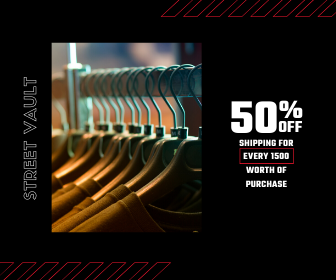 STREET VAULT
50% OFF
SHIPPING FOR
EVERY 1500
WORTH OF
PURCHASE